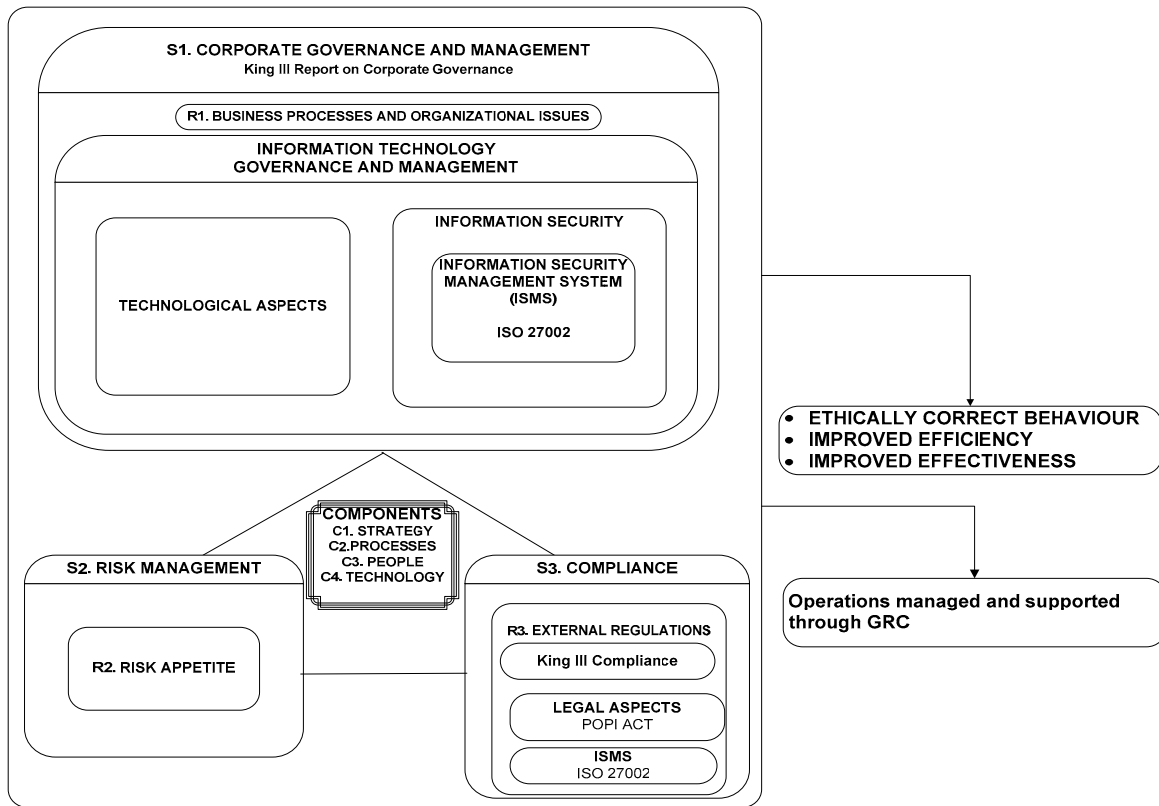 S1. CORPORATE GOVERNANCE AND MANAGEMENT
King III Report on Corporate Governance
R1. BUSINESS PROCESSES AND ORGANIZATIONAL ISSUES
INFORMATION TECHNOLOGY
GOVERNANCE AND MANAGEMENT
TECHNOLOGICAL ASPECTS
INFORMATION SECURITY
INFORMATION SECURITY
MANAGEMENT SYSTEM
(ISMS)
ISO 27002
• ETHICALLY CORRECT BEHAVIOUR
• IMPROVED EFFICIENCY
• IMPROVED EFFECTIVENESS
COMPONENTS
C1. STRATEGY
C2.PROCESSES
C3. PEOPLE
C4. TECHNOLOGY
S2. RISK MANAGEMENT
R2. RISK APPETITE
S3. COMPLIANCE
R3. EXTERNAL REGULATIONS
King III Compliance
LEGAL ASPECTS
POPI ACT
ISMS
ISO 27002
Operations managed and supported
through GRC